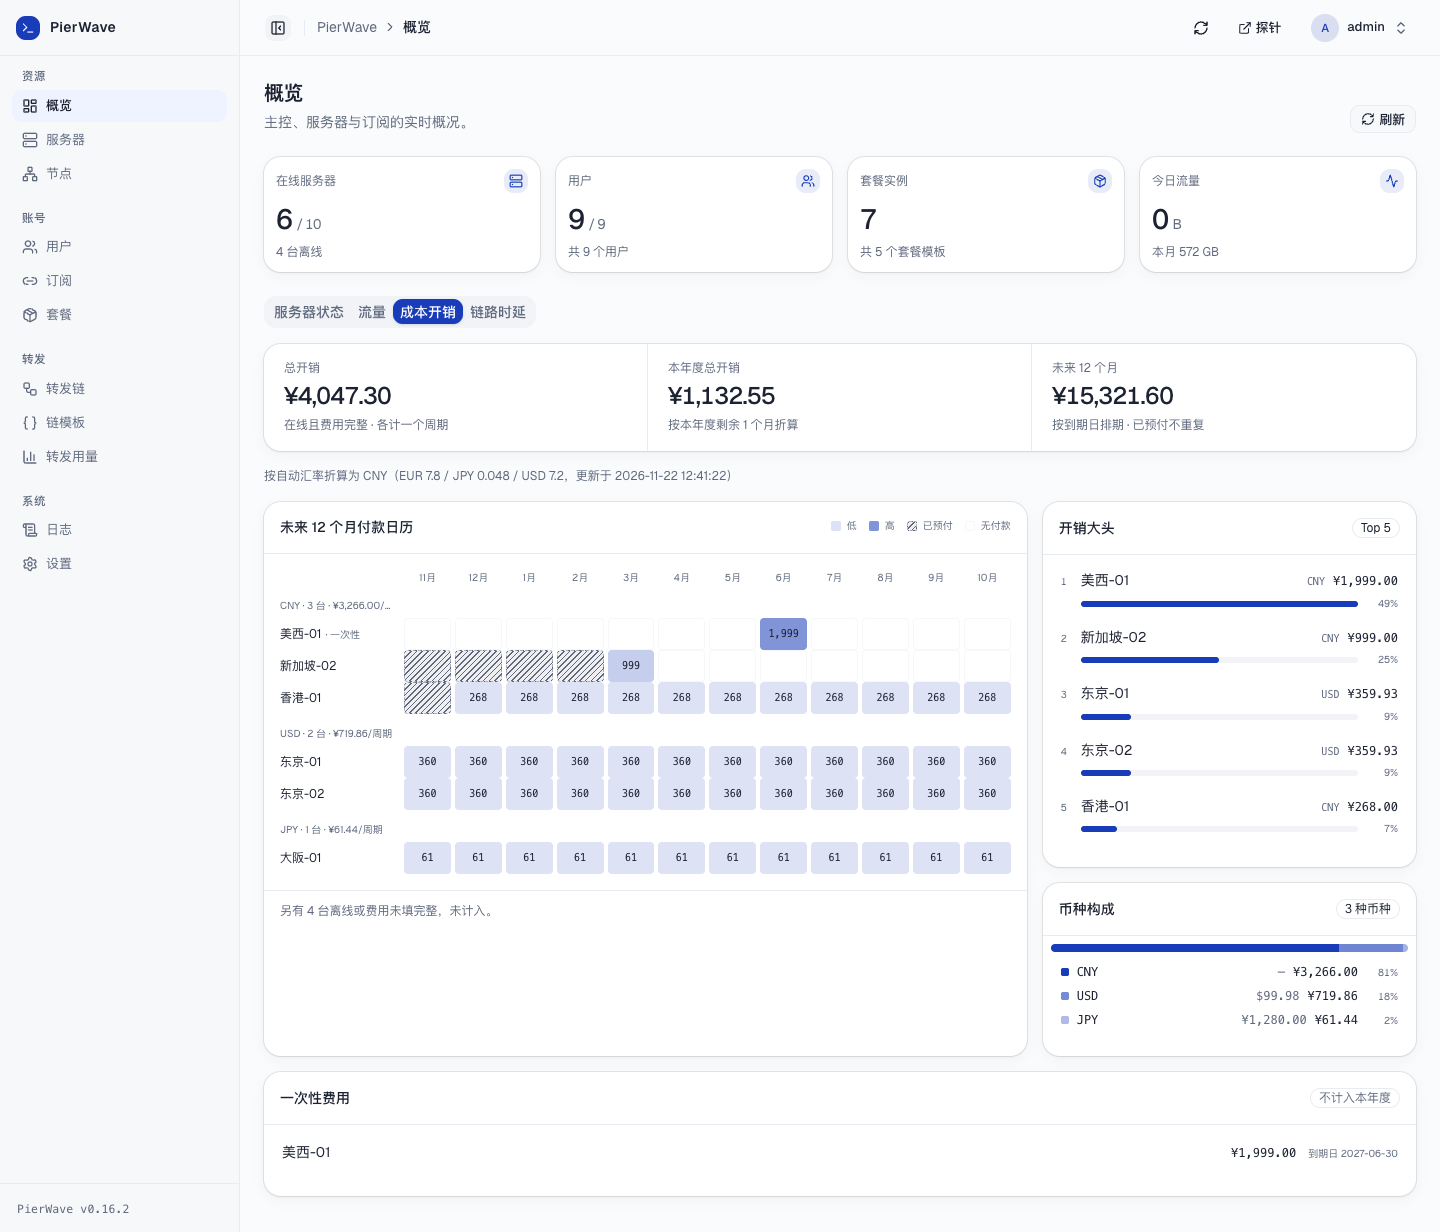 PierWave
PierWave > 概览
探针
A
admin
资源
概览
服务器
节点
账号
用户
订阅
套餐
转发
转发链
链模板
转发用量
系统
日志
设置
PierWave v0.16.2
概览
主控、服务器与订阅的实时概况。
刷新
在线服务器
6 / 10
4 台离线
用户
9 / 9
共 9 个用户
套餐实例
7
共 5 个套餐模板
今日流量
0 B
本月 572 GB
服务器状态 流量 成本开销 链路时延
总开销
¥4,047.30
在线且费用完整 · 各计一个周期
本年度总开销
¥1,132.55
按本年度剩余 1 个月折算
未来 12 个月
¥15,321.60
按到期日排期 · 已预付不重复
按自动汇率折算为 CNY（EUR 7.8 / JPY 0.048 / USD 7.2，更新于 2026-11-22 12:41:22）
未来 12 个月付款日历
低 高 已预付 无付款
11月 12月 1月 2月 3月 4月 5月 6月 7月 8月 9月 10月
CNY · 3 台 · ¥3,266.00/…
美西-01 · 一次性 1,999
新加坡-02 999
香港-01 268 268 268 268 268 268 268 268 268 268 268
USD · 2 台 · ¥719.86/周期
东京-01 360 360 360 360 360 360 360 360 360 360 360 360
东京-02 360 360 360 360 360 360 360 360 360 360 360 360
JPY · 1 台 · ¥61.44/周期
大阪-01 61 61 61 61 61 61 61 61 61 61 61 61
另有 4 台离线或费用未填完整，未计入。
开销大头
Top 5
1 美西-01 CNY ¥1,999.00
49%
2 新加坡-02 CNY ¥999.00
25%
3 东京-01 USD ¥359.93
9%
4 东京-02 USD ¥359.93
9%
5 香港-01 CNY ¥268.00
7%
币种构成
3 种币种
CNY — ¥3,266.00 81%
USD $99.98 ¥719.86 18%
JPY ¥1,280.00 ¥61.44 2%
一次性费用
不计入本年度
美西-01 ¥1,999.00 到期日 2027-06-30